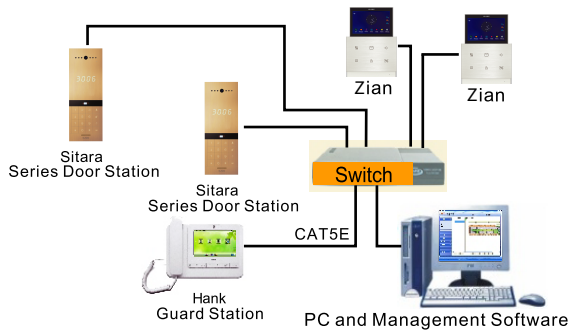 Zian
Zian
Sitara
Series Door Station
Sitara
Series Door Station
Switch
CAT5E
Hank
Guard Station
PC and Management Software